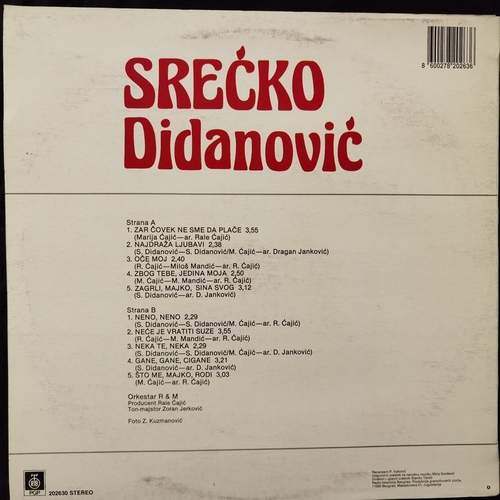 8 600278 202636
SREĆKO
Didanović
Strana A
1. ZAR ČOVEK NE SME DA PLAČE 3,55
(Marija Čajić—ar. Rale Čajić)
2. NAJDRAŽA LJUBAVI 2,38
(S. Didanović—S. Didanović/M. Čajić—ar. Dragan Janković)
3. OČE MOJ 2,40
(R. Čajić—Miloš Mandić—ar. R. Čajić)
4. ZBOG TEBE, JEDINA MOJA 2,50
(M. Čajić—M. Mandić—ar. R. Čajić)
5. ZAGRLI, MAJKO, SINA SVOG 3,12
(S. Didanović—ar. D. Janković)
Strana B
1. NENO, NENO 2,29
(S. Didanović—S. Didanović/M. Čajić—ar. R. Čajić)
2. NEĆE JE VRATITI SUZE 3,55
(R. Čajić—M. Mandić—ar. R. Čajić)
3. NEKA TE, NEKA 2,29
(S. Didanović—S. Didanović/M. Čajić—ar. D. Janković)
4. GANE, GANE, CIGANE 3,21
(S. Didanović—ar. D. Janković)
5. ŠTO ME, MAJKO, RODI 3,03
(M. Čajić—ar. R. Čajić)
Orkestar R & M
Producent Rale Čajić
Ton-majstor Zoran Jerković
Foto Z. Kuzmanović
PGP
202630 STEREO